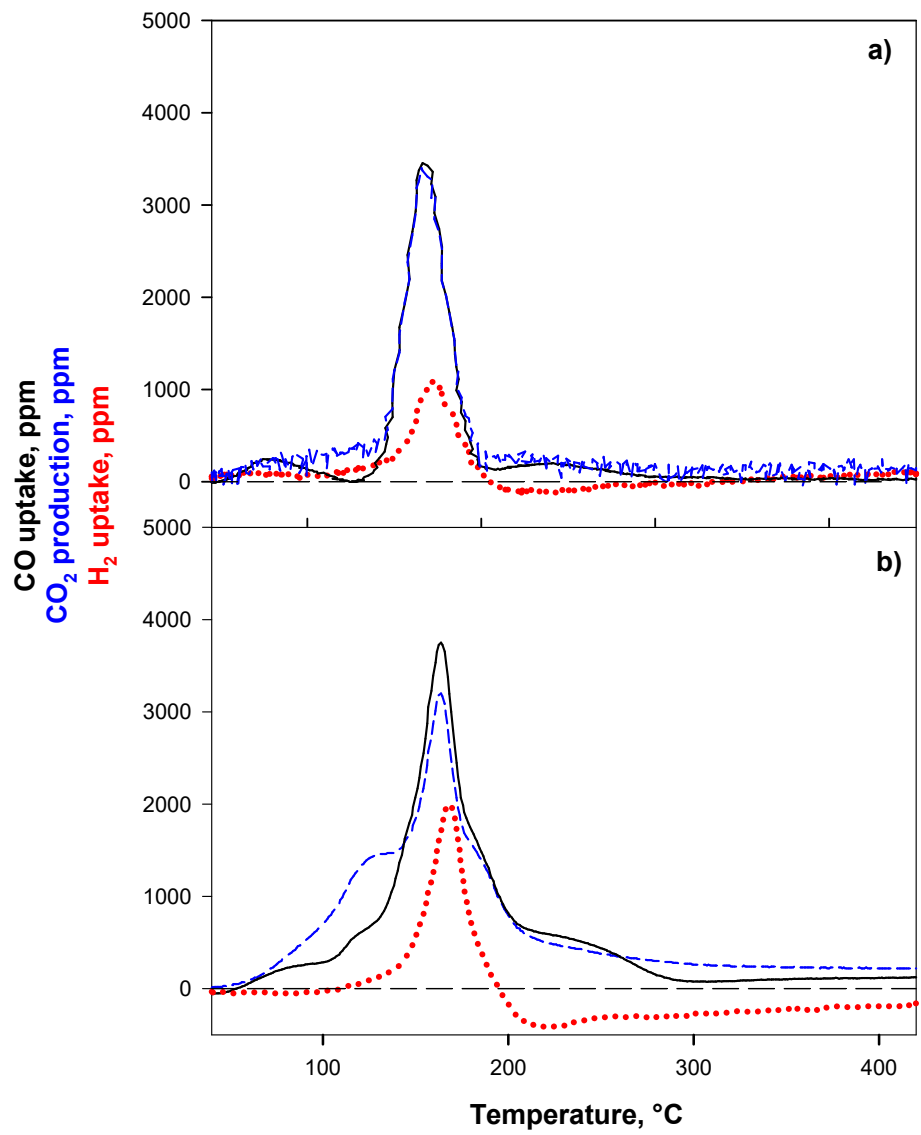 5000
a)
4000
3000
2000
1000
0
5000
b)
4000
3000
2000
1000
0
100 200 300 400
Temperature, °C
CO uptake, ppm
CO₂ production, ppm
H₂ uptake, ppm